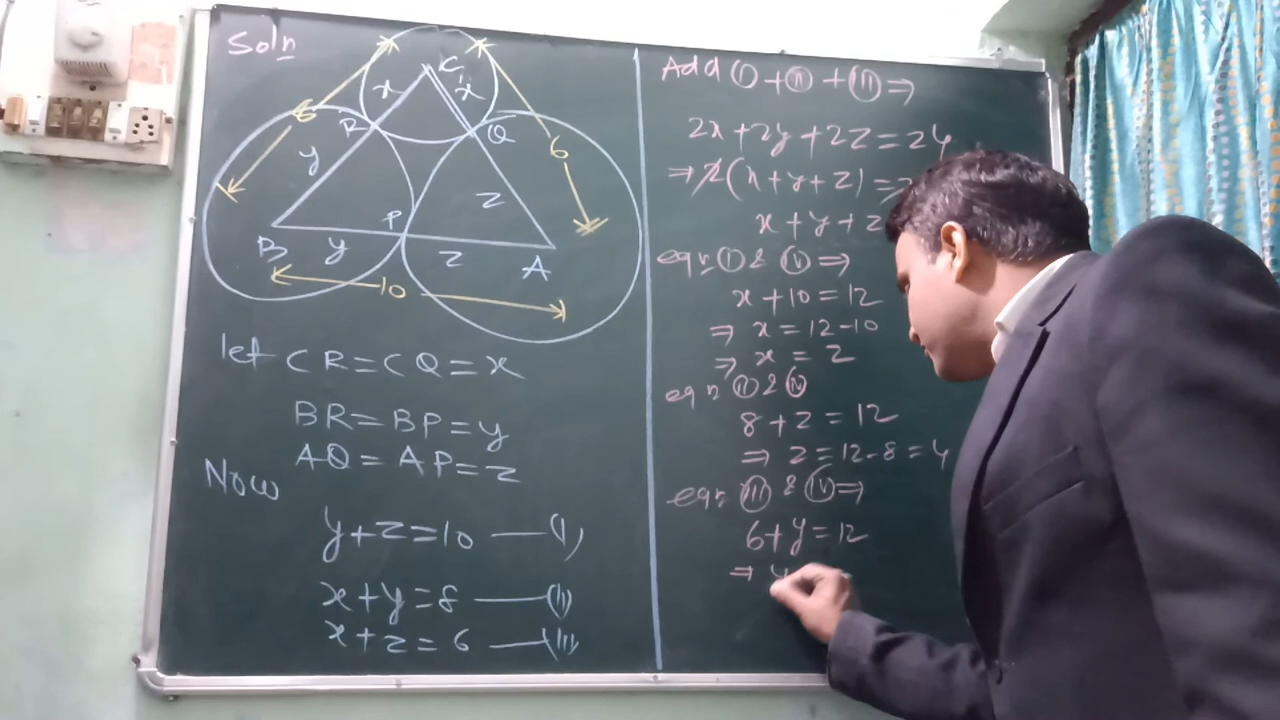 Soln
C
x
x
6
6
R
Q
y
z
P
B
y
z
A
10
let CR=CQ=x
BR=BP=y
AQ=AP=z
Now
y+z=10 —(I)
x+y=8 —(II)
x+z=6 —(III)
Add (I)+(II)+(III)⇒
2x+2y+2z=24
⇒2(x+y+z)=
x+y+z
eqn (I) & (IV)⇒
x+10=12
⇒ x=12-10
⇒ x=2
eqn (II) & (IV)
8+z=12
⇒ z=12-8=4
eqn (III) & (IV)⇒
6+y=12
⇒ y